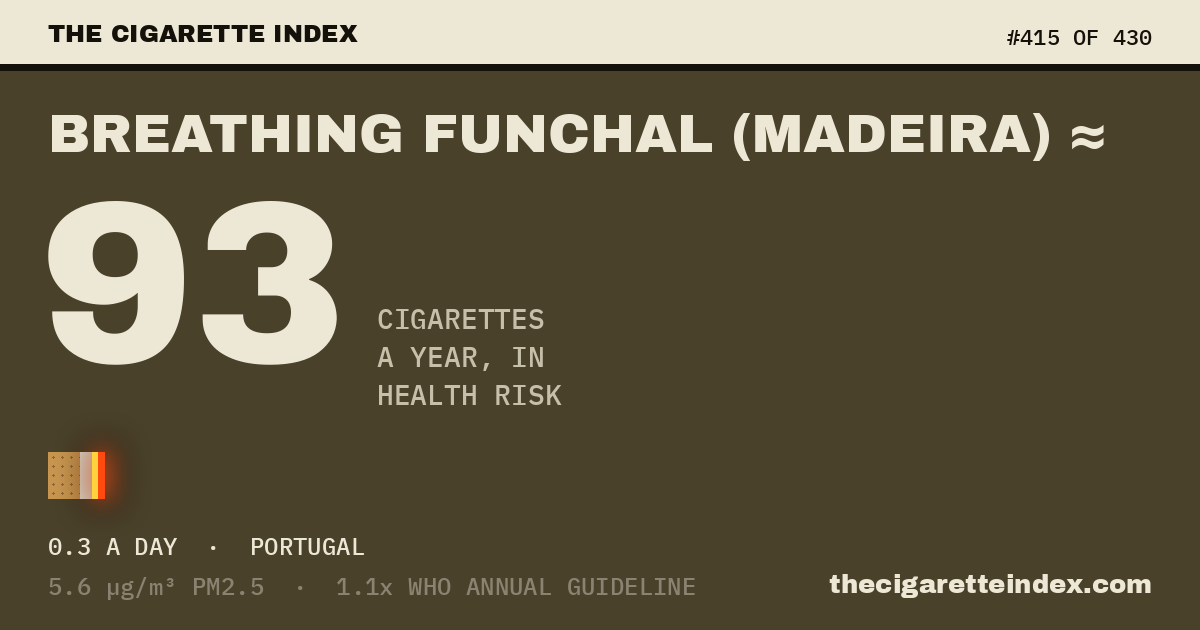 THE CIGARETTE INDEX
#415 OF 430
BREATHING FUNCHAL (MADEIRA) ≈
93
CIGARETTES
A YEAR, IN
HEALTH RISK
0.3 A DAY · PORTUGAL
5.6 µg/m³ PM2.5 · 1.1x WHO ANNUAL GUIDELINE
thecigaretteindex.com